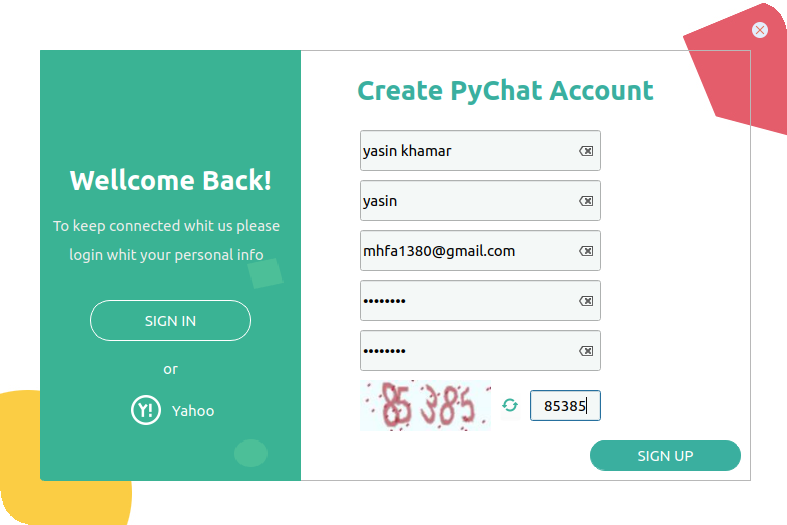 Create PyChat Account
Wellcome Back!
To keep connected whit us please
login whit your personal info
SIGN IN
or
Y! Yahoo
yasin khamar
yasin
mhfa1380@gmail.com
••••••••
••••••••
85385
85385
SIGN UP